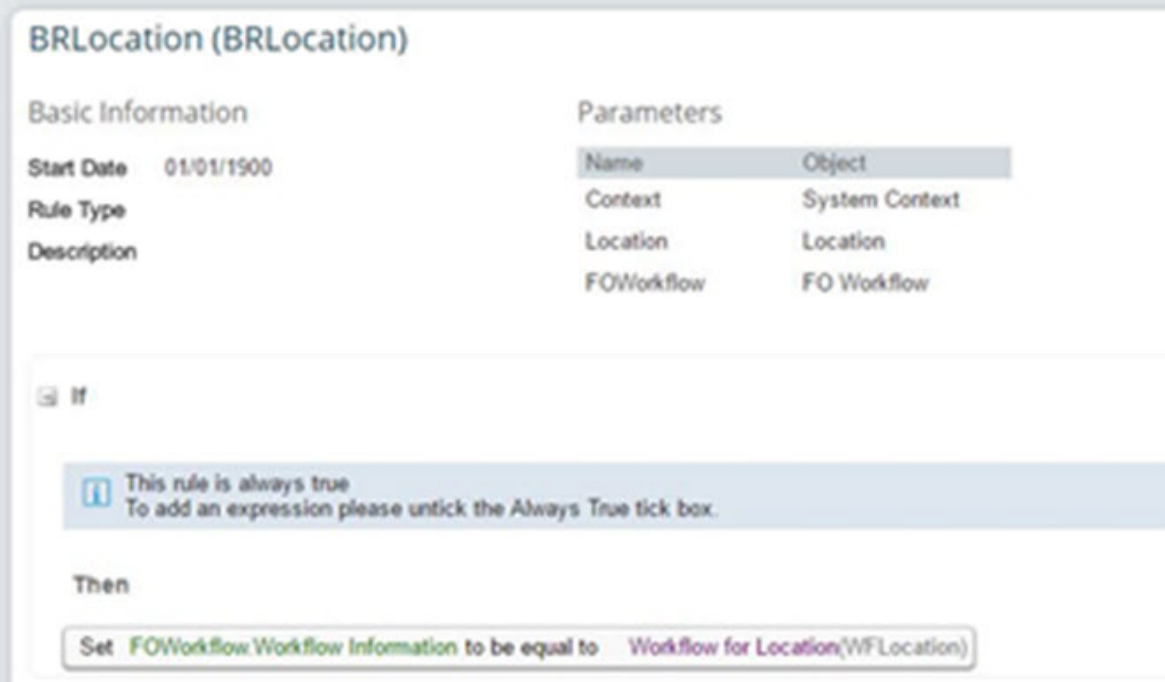 BRLocation (BRLocation)
Basic Information
Start Date 01/01/1900
Rule Type
Description
Parameters
Name Object
Context System Context
Location Location
FOWorkflow FO Workflow
If
This rule is always true
To add an expression please untick the Always True tick box.
Then
Set FOWorkflow.Workflow Information to be equal to Workflow for Location(WFLocation)